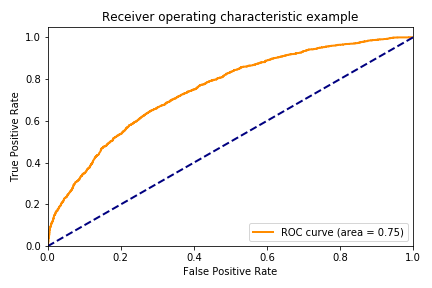 Receiver operating characteristic example
True Positive Rate
1.0
0.8
0.6
0.4
0.2
0.0
ROC curve (area = 0.75)
0.0 0.2 0.4 0.6 0.8 1.0
False Positive Rate